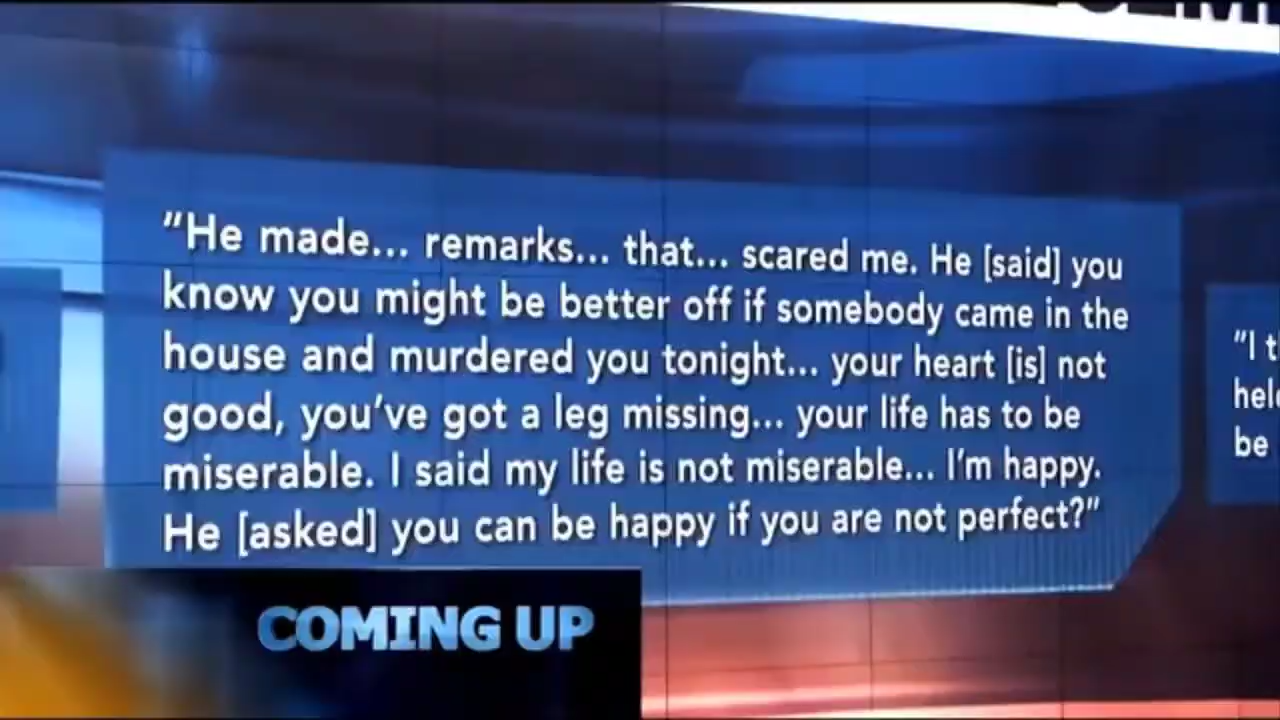 "He made... remarks... that... scared me. He [said] you
know you might be better off if somebody came in the
house and murdered you tonight... your heart [is] not
good, you've got a leg missing... your life has to be
miserable. I said my life is not miserable... I'm happy.
He [asked] you can be happy if you are not perfect?"
"I t
hel
be
COMING UP